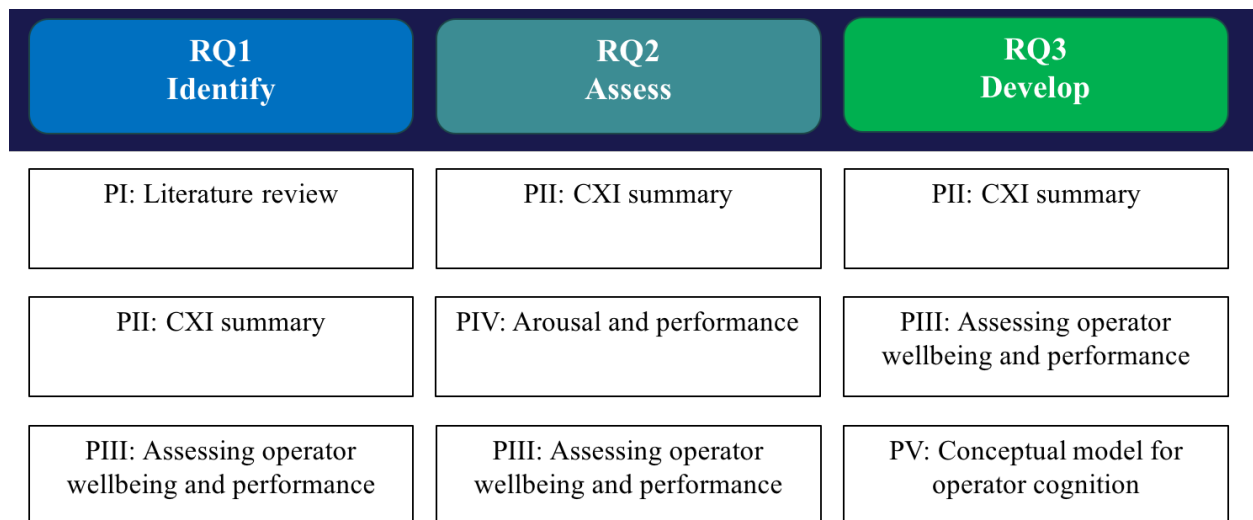 RQ1
Identify
RQ2
Assess
RQ3
Develop
PI: Literature review
PII: CXI summary
PII: CXI summary
PII: CXI summary
PIV: Arousal and performance
PIII: Assessing operator
wellbeing and performance
PIII: Assessing operator
wellbeing and performance
PIII: Assessing operator
wellbeing and performance
PV: Conceptual model for
operator cognition